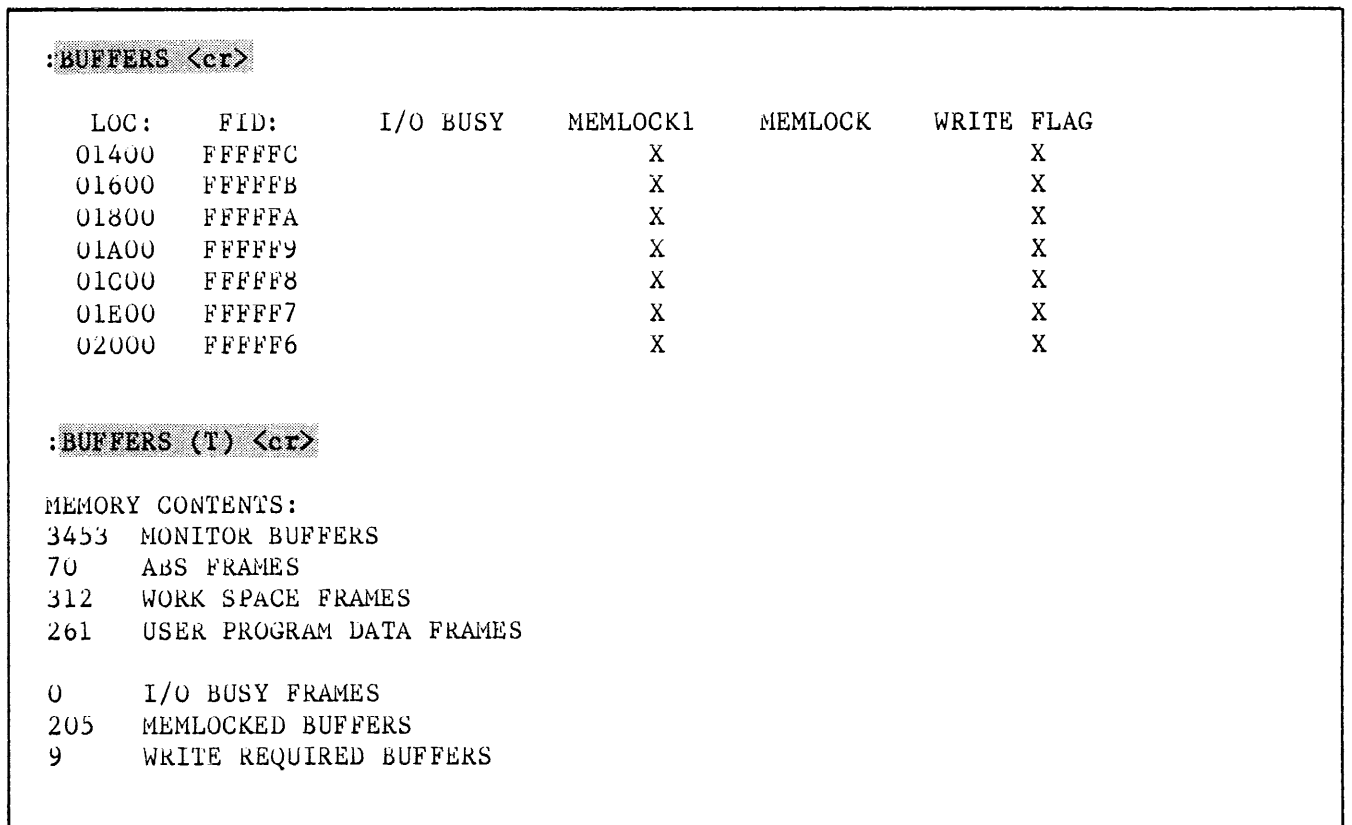 :BUFFERS <cr>
LOC: FID: I/O BUSY MEMLOCK1 MEMLOCK WRITE FLAG
01400 FFFFFC X X
01600 FFFFFB X X
01800 FFFFFA X X
01A00 FFFFF9 X X
01C00 FFFFF8 X X
01E00 FFFFF7 X X
02000 FFFFF6 X X
:BUFFERS (T) <cr>
MEMORY CONTENTS:
3453 MONITOR BUFFERS
70 ABS FRAMES
312 WORK SPACE FRAMES
261 USER PROGRAM DATA FRAMES
0 I/O BUSY FRAMES
205 MEMLOCKED BUFFERS
9 WRITE REQUIRED BUFFERS